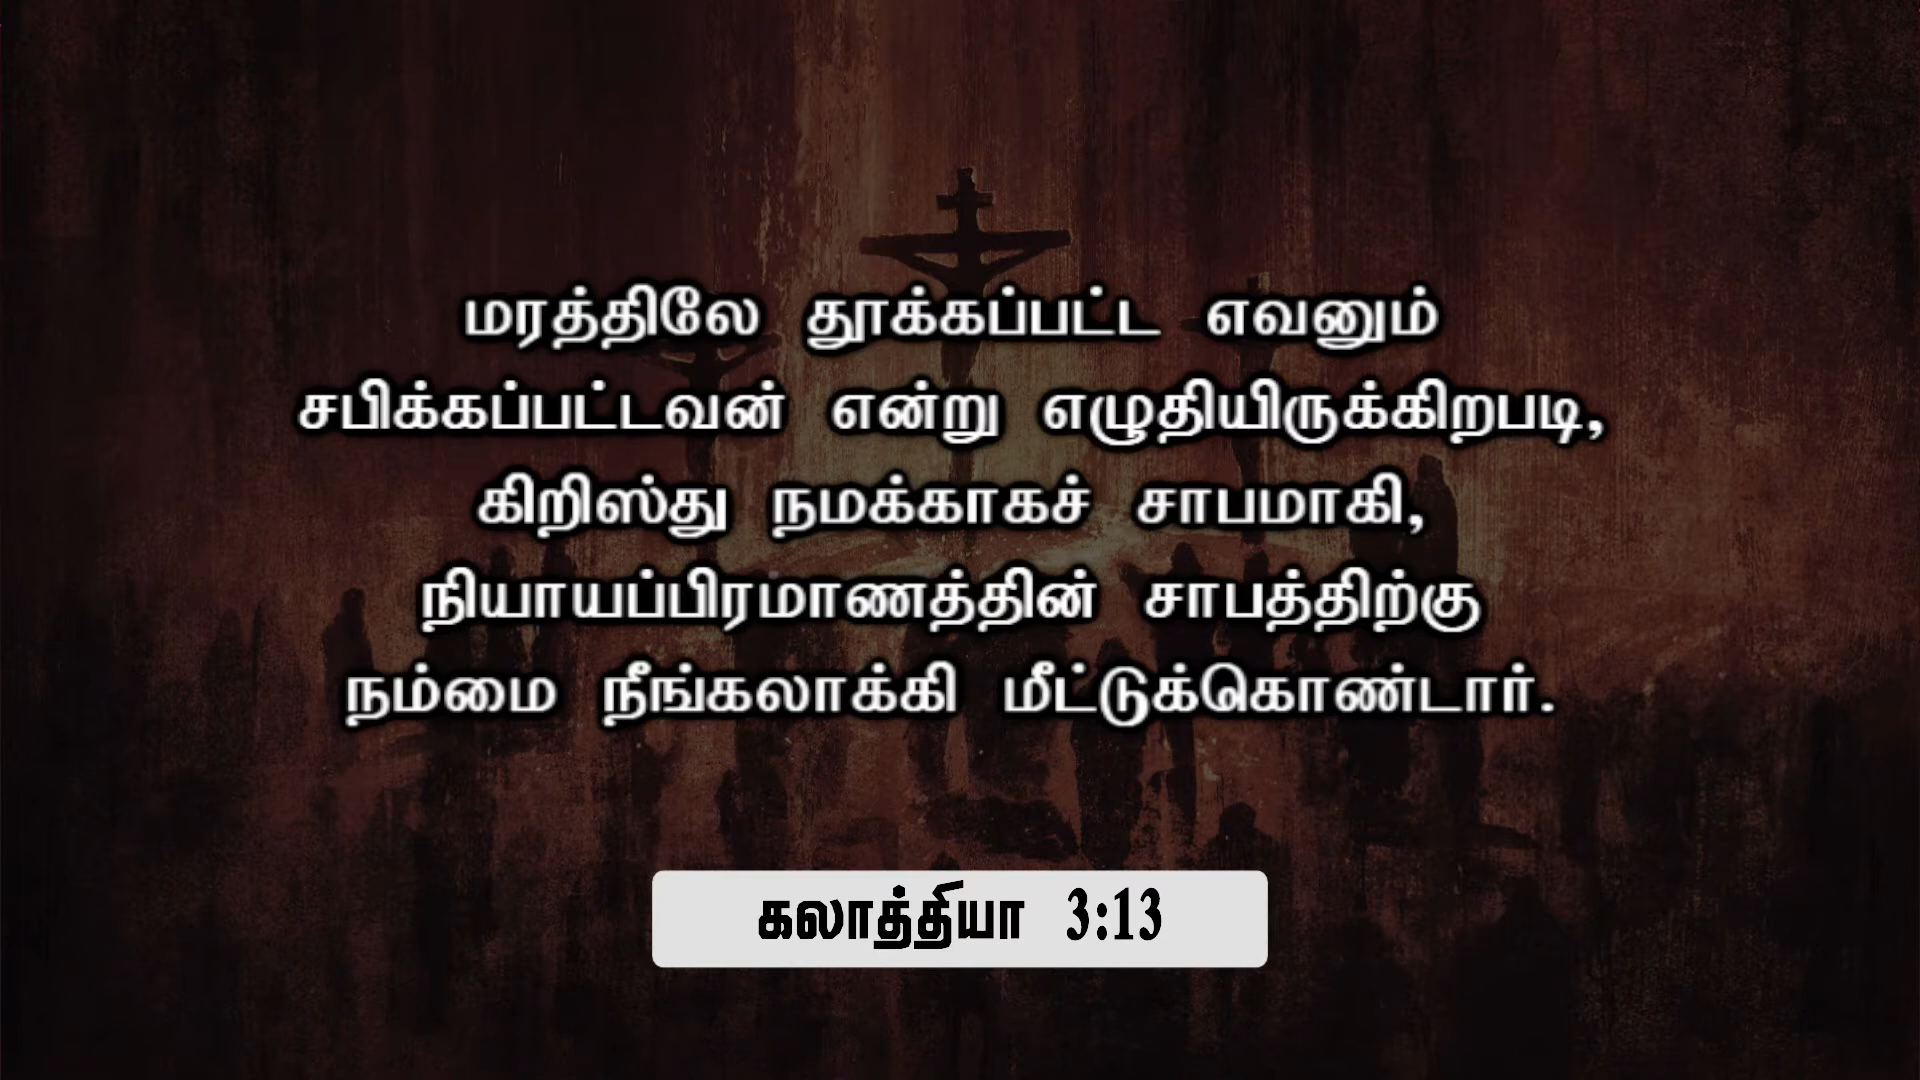 மரத்திலே தூக்கப்பட்ட எவனும்
சபிக்கப்பட்டவன் என்று எழுதியிருக்கிறபடி,
கிறிஸ்து நமக்காகச் சாபமாகி,
நியாயப்பிரமாணத்தின் சாபத்திற்கு
நம்மை நீங்கலாக்கி மீட்டுக்கொண்டார்.
கலாத்தியா 3:13